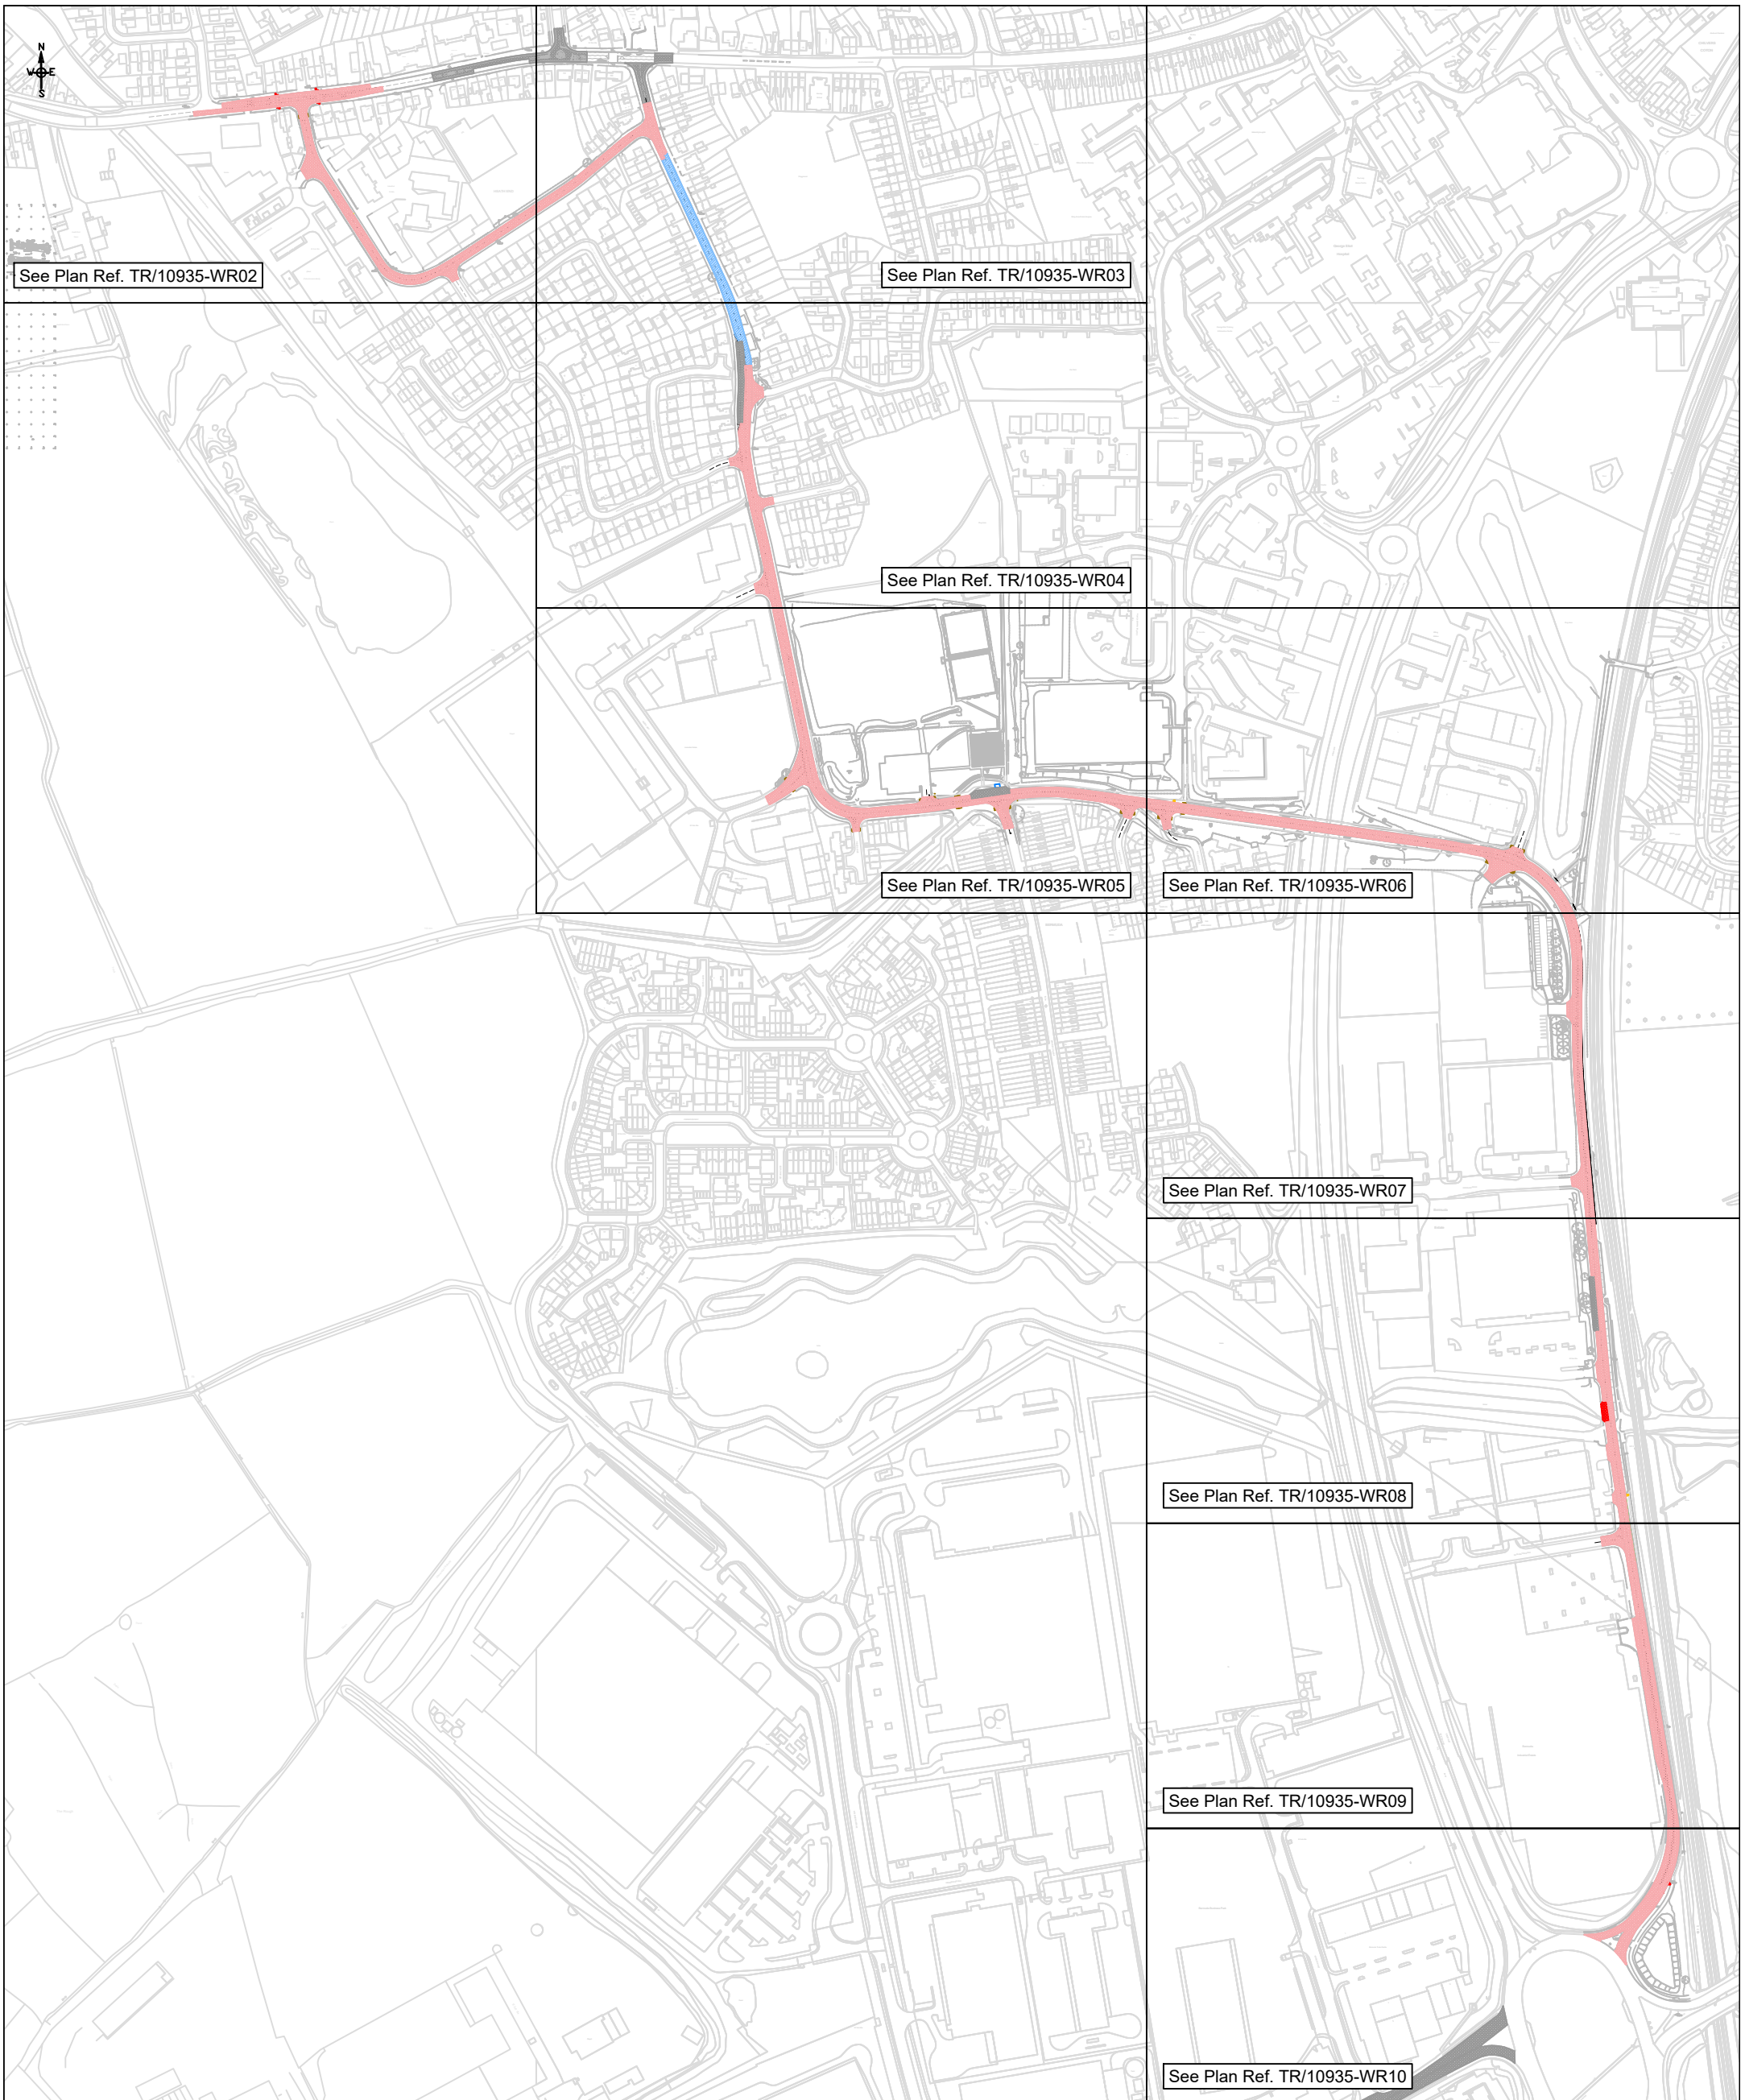 N
W E
S
See Plan Ref. TR/10935-WR02
See Plan Ref. TR/10935-WR03
See Plan Ref. TR/10935-WR04
See Plan Ref. TR/10935-WR05
See Plan Ref. TR/10935-WR06
See Plan Ref. TR/10935-WR07
See Plan Ref. TR/10935-WR08
See Plan Ref. TR/10935-WR09
See Plan Ref. TR/10935-WR10